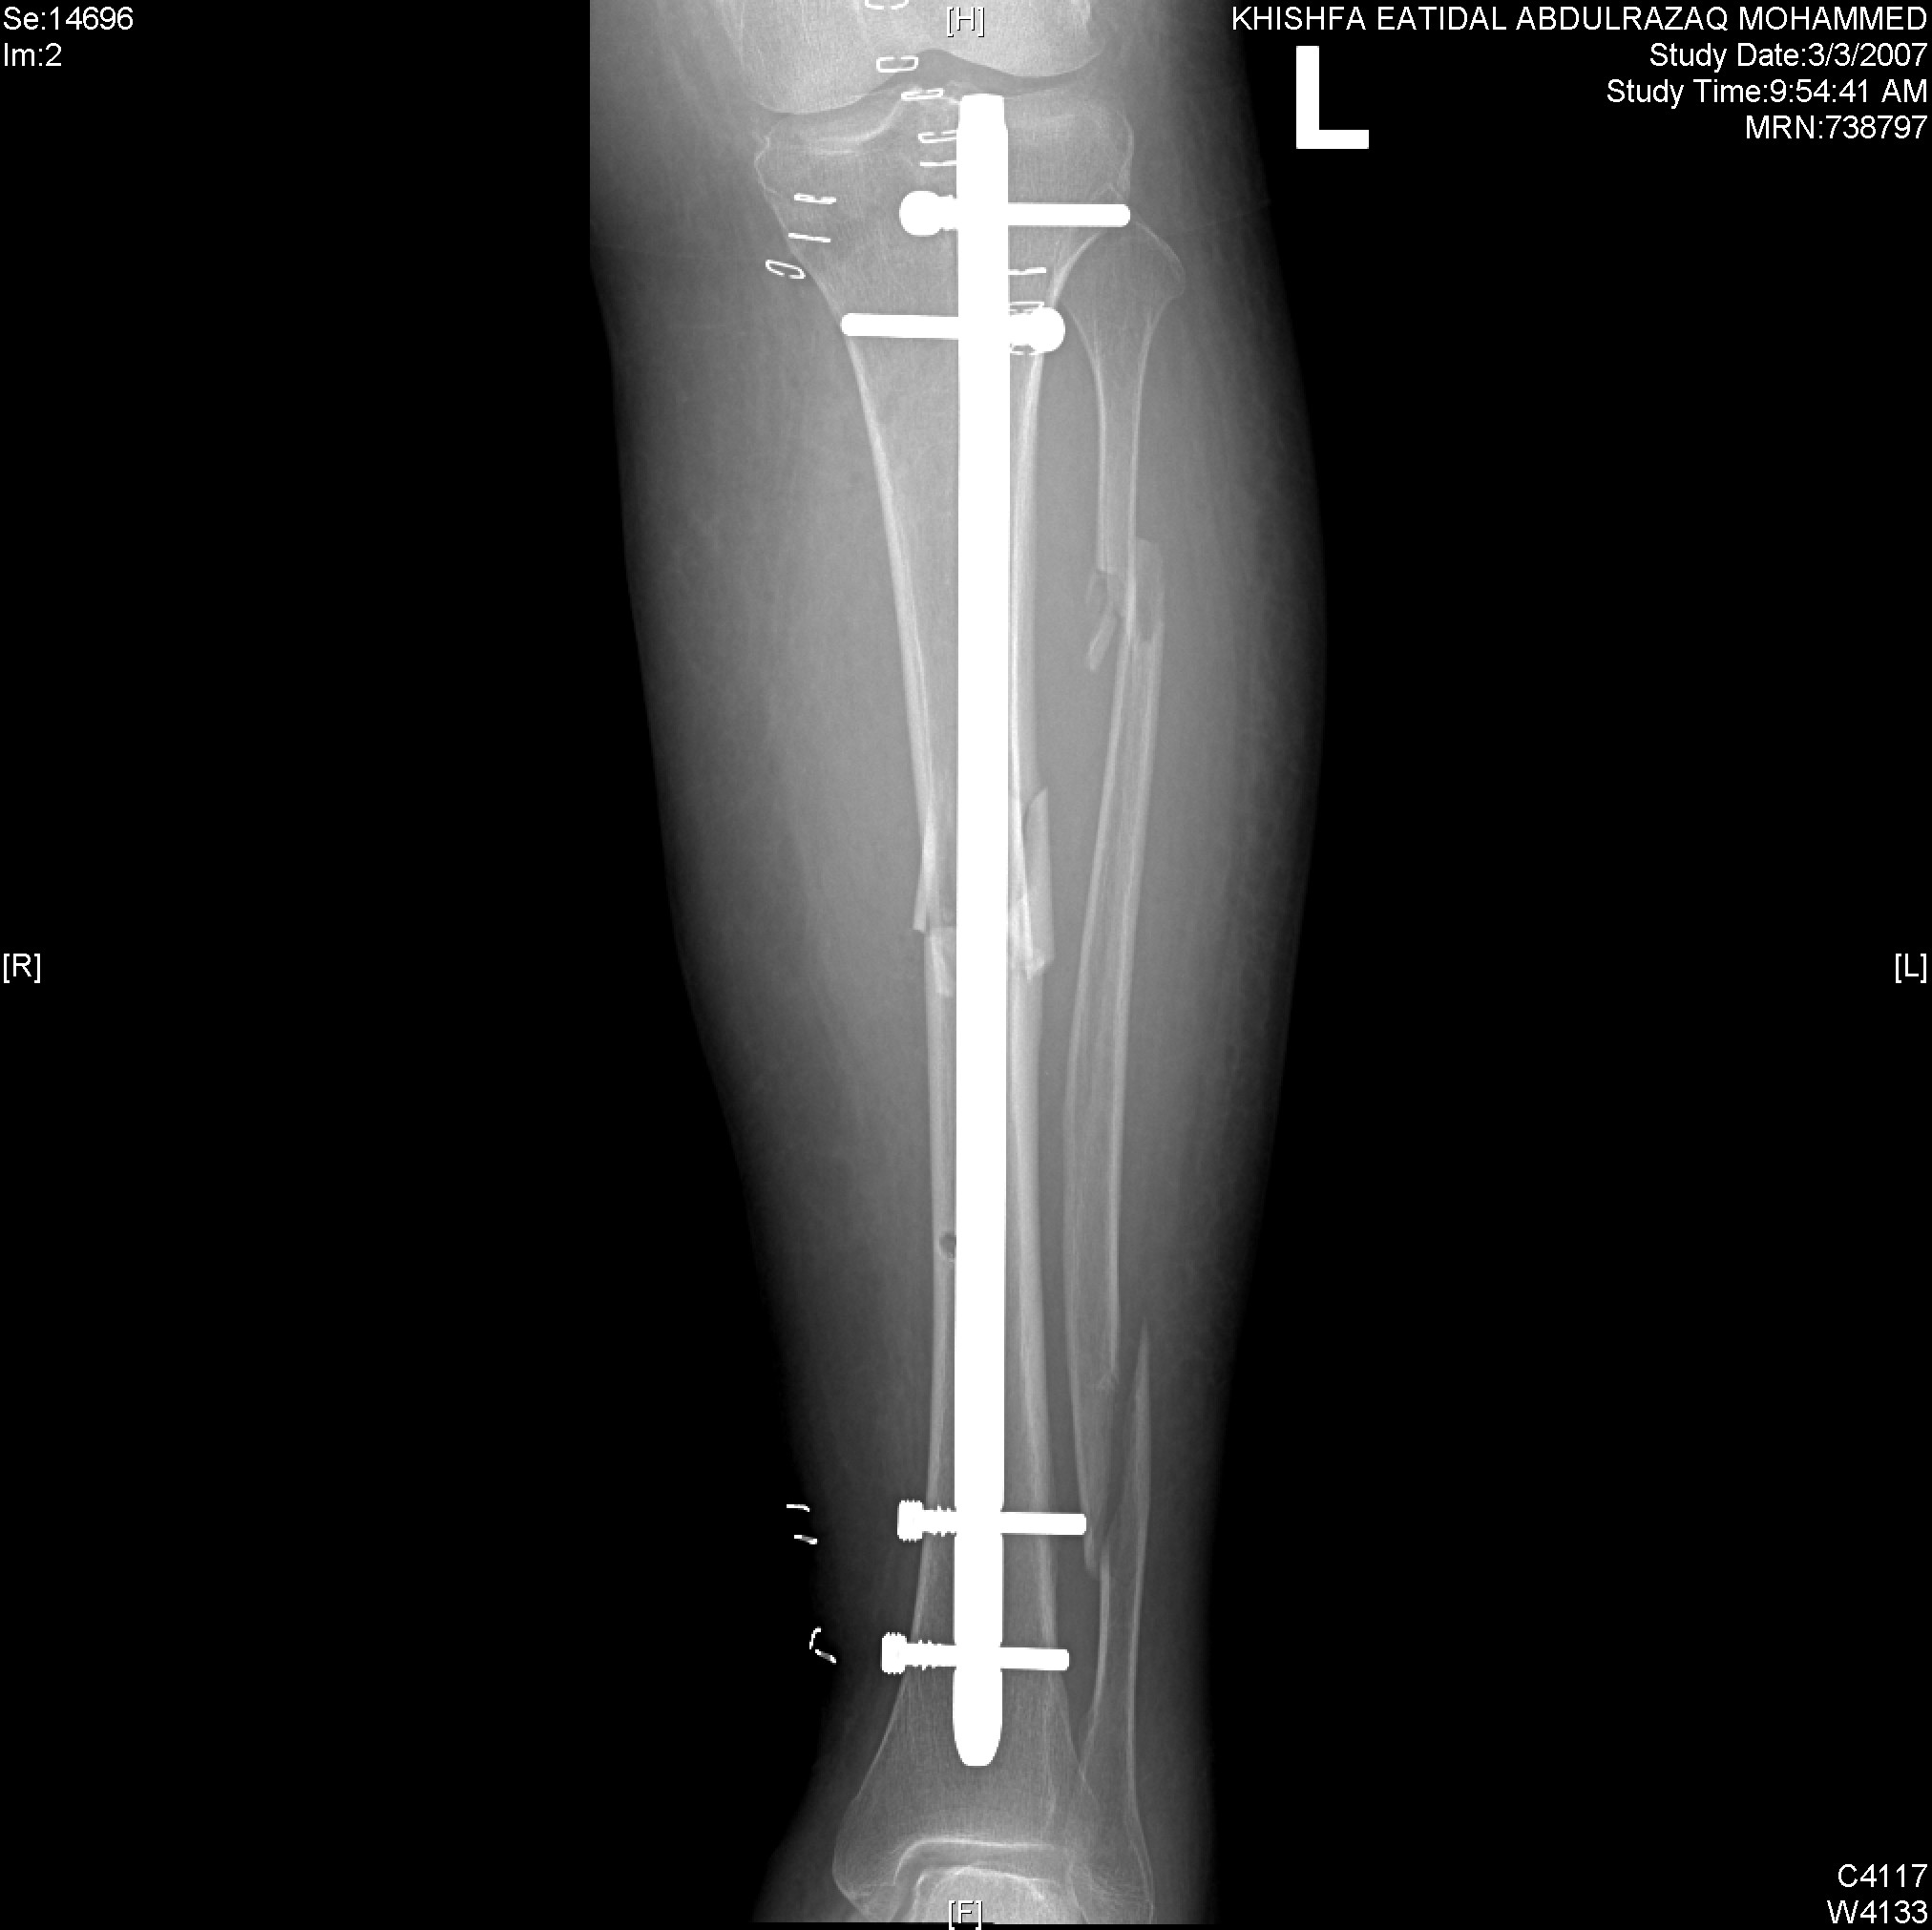 Se:14696
Im:2
[H]
KHISHFA EATIDAL ABDULRAZAQ MOHAMMED
Study Date:3/3/2007
Study Time:9:54:41 AM
MRN:738797
L
[R]
[L]
[F]
C4117
W4133